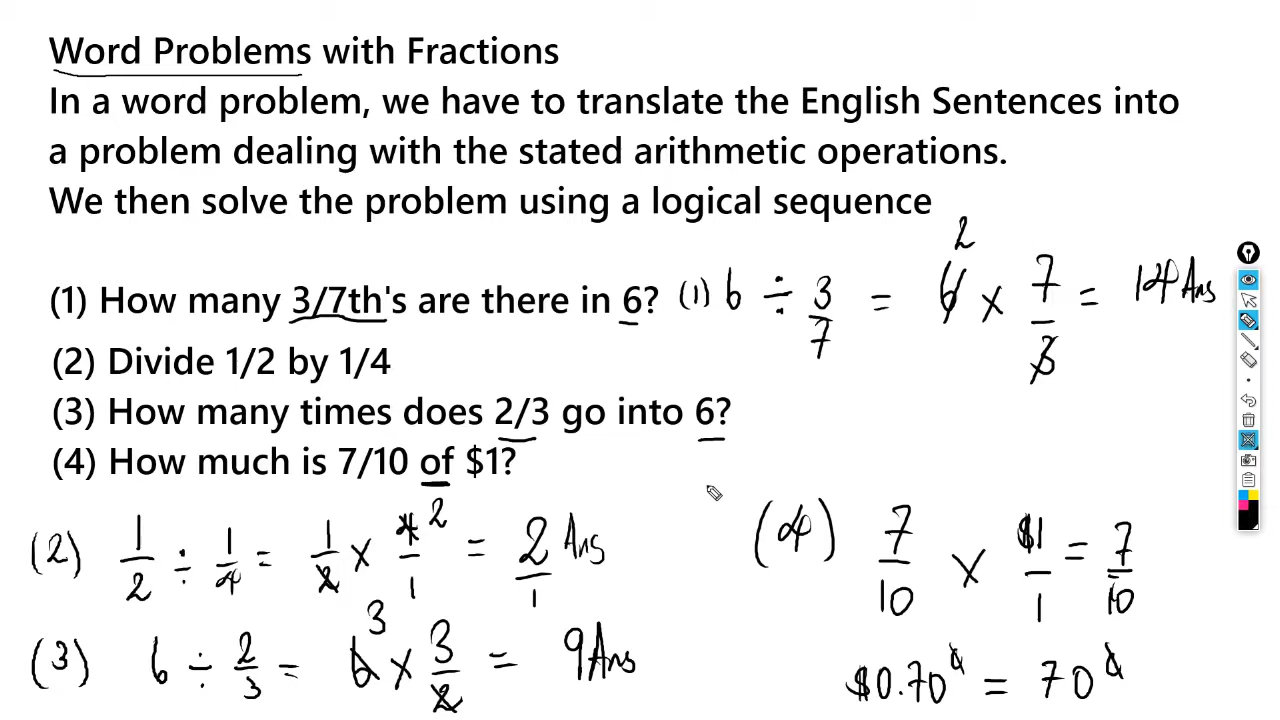 Word Problems with Fractions
In a word problem, we have to translate the English Sentences into
a problem dealing with the stated arithmetic operations.
We then solve the problem using a logical sequence
(1) How many 3/7th's are there in 6? (1) 6 ÷ 3/7 = 6 2 × 7/3 = 14 Ans
(2) Divide 1/2 by 1/4
(3) How many times does 2/3 go into 6?
(4) How much is 7/10 of $1?
(2) 1/2 ÷ 1/4 = 1/2 × 4 2/1 = 2/1 Ans
(4) 7/10 × $1/1 = 7/10
(3) 6 ÷ 2/3 = 6 3 × 3/2 = 9 Ans
$0.70 ¢ = 70 ¢